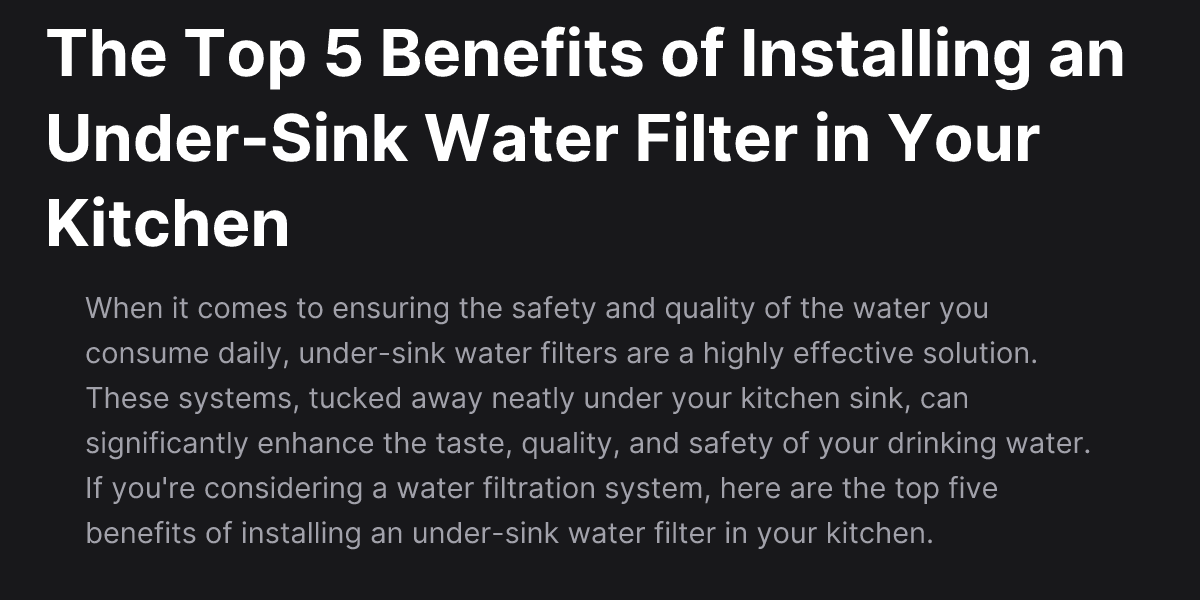 The Top 5 Benefits of Installing an
Under-Sink Water Filter in Your
Kitchen
When it comes to ensuring the safety and quality of the water you
consume daily, under-sink water filters are a highly effective solution.
These systems, tucked away neatly under your kitchen sink, can
significantly enhance the taste, quality, and safety of your drinking water.
If you're considering a water filtration system, here are the top five
benefits of installing an under-sink water filter in your kitchen.